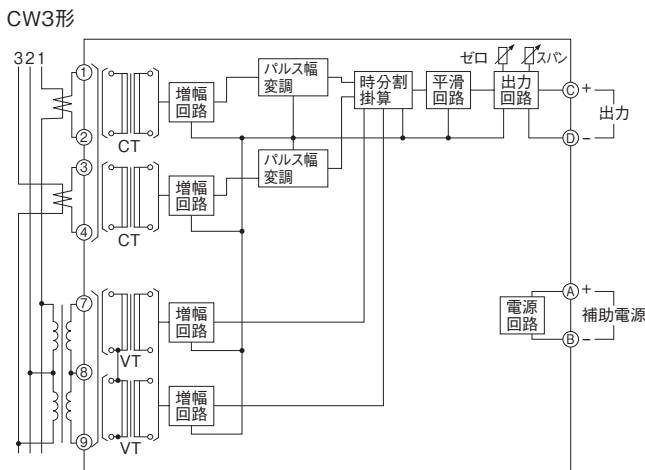 CW3形
321
①
②
CT
増幅
回路
パルス幅
変調
時分割
掛算
平滑
回路
出力
回路
ゼロ
スパン
C
+
出力
D
-
③
④
CT
増幅
回路
パルス幅
変調
⑦
⑧
VT
増幅
回路
電源
回路
A
+
補助電源
B
-
⑨
VT
増幅
回路